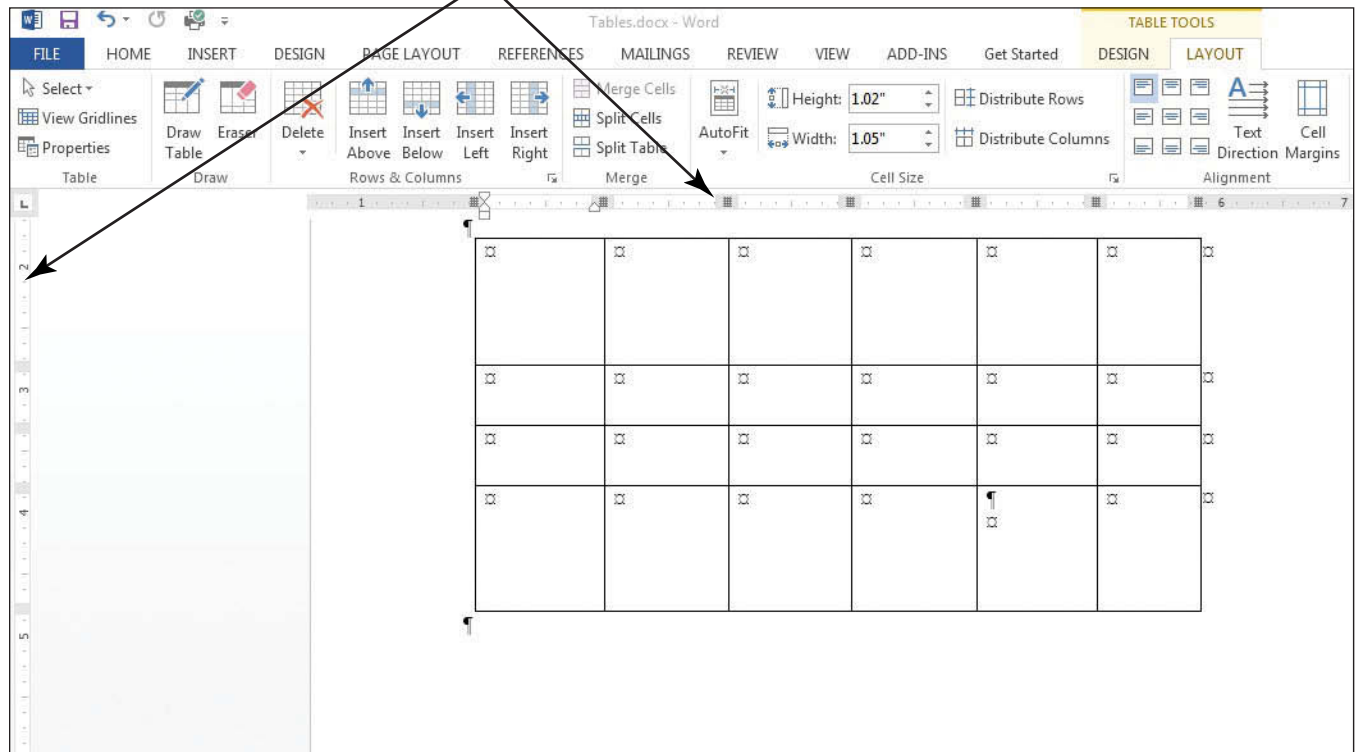 Tables.docx - Word TABLE TOOLS
FILE HOME INSERT DESIGN PAGE LAYOUT REFERENCES MAILINGS REVIEW VIEW ADD-INS Get Started DESIGN LAYOUT
Select
View Gridlines
Properties
Table
Draw Table
Eraser
Draw
Delete
Insert Above
Insert Below
Insert Left
Insert Right
Rows & Columns
Merge Cells
Split Cells
Split Table
Merge
AutoFit
Height: 1.02"
Width: 1.05"
Distribute Rows
Distribute Columns
Cell Size
Text Direction
Cell Margins
Alignment
1 6 7
2
3
4
5
¶
¤ ¤ ¤ ¤ ¤ ¤ ¤
¤ ¤ ¤ ¤ ¤ ¤ ¤
¤ ¤ ¤ ¤ ¤ ¤ ¤
¤ ¤ ¤ ¤ ¶ ¤ ¤
¤
¶